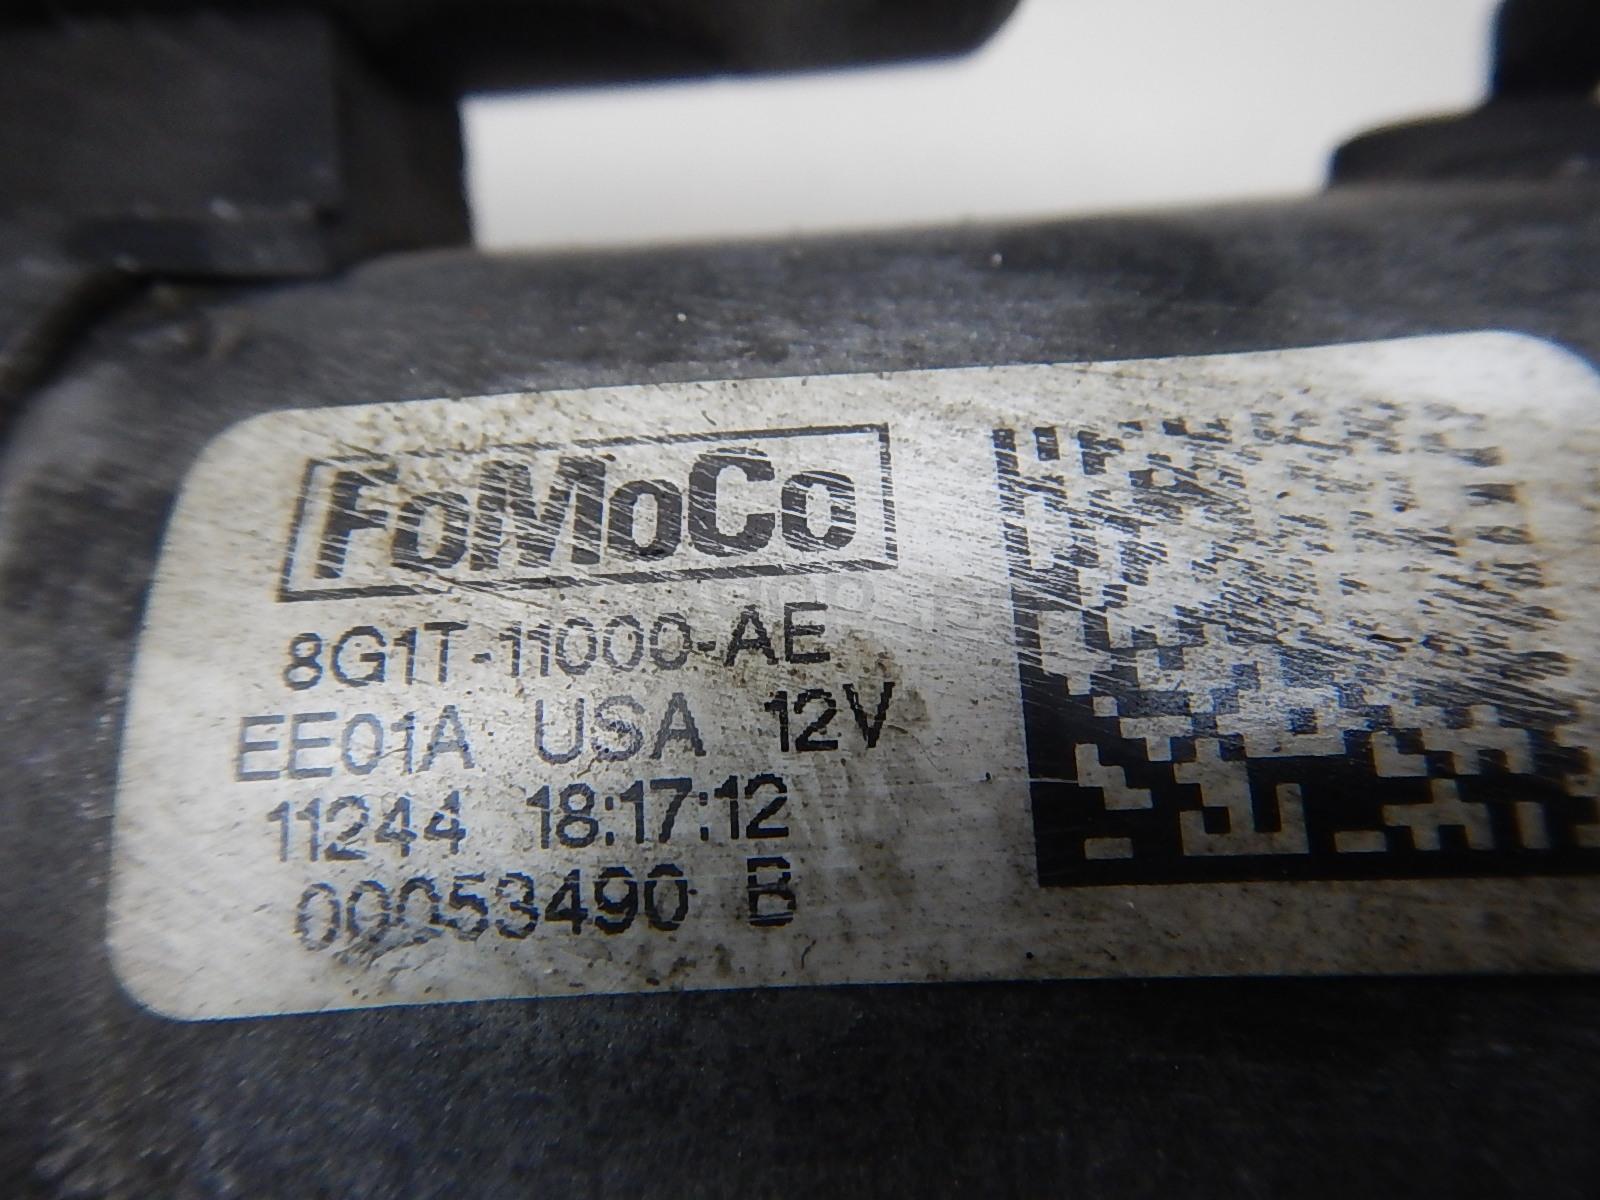 FoMoCo
8G1T-11000-AE
EE01A USA 12V
11244 18:17:12
00053490 B